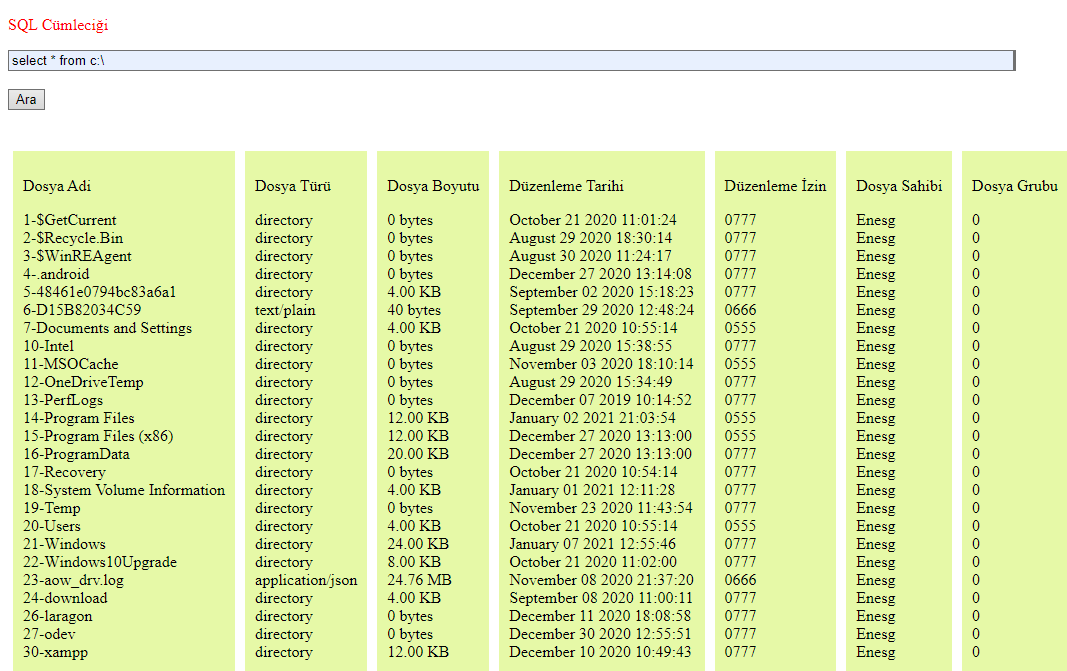 SQL Cümleciği
select * from c:\
Ara
Dosya Adi Dosya Türü Dosya Boyutu Düzenleme Tarihi Düzenleme İzin Dosya Sahibi Dosya Grubu
1-$GetCurrent directory 0 bytes October 21 2020 11:01:24 0777 Enesg 0
2-$Recycle.Bin directory 0 bytes August 29 2020 18:30:14 0777 Enesg 0
3-$WinREAgent directory 0 bytes August 30 2020 11:24:17 0777 Enesg 0
4-.android directory 0 bytes December 27 2020 13:14:08 0777 Enesg 0
5-48461e0794bc83a6a1 directory 4.00 KB September 02 2020 15:18:23 0777 Enesg 0
6-D15B82034C59 text/plain 40 bytes September 29 2020 12:48:24 0666 Enesg 0
7-Documents and Settings directory 4.00 KB October 21 2020 10:55:14 0555 Enesg 0
10-Intel directory 0 bytes August 29 2020 15:38:55 0777 Enesg 0
11-MSOCache directory 0 bytes November 03 2020 18:10:14 0555 Enesg 0
12-OneDriveTemp directory 0 bytes August 29 2020 15:34:49 0777 Enesg 0
13-PerfLogs directory 0 bytes December 07 2019 10:14:52 0777 Enesg 0
14-Program Files directory 12.00 KB January 02 2021 21:03:54 0555 Enesg 0
15-Program Files (x86) directory 12.00 KB December 27 2020 13:13:00 0555 Enesg 0
16-ProgramData directory 20.00 KB December 27 2020 13:13:00 0777 Enesg 0
17-Recovery directory 0 bytes October 21 2020 10:54:14 0777 Enesg 0
18-System Volume Information directory 4.00 KB January 01 2021 12:11:28 0777 Enesg 0
19-Temp directory 0 bytes November 23 2020 11:43:54 0777 Enesg 0
20-Users directory 4.00 KB October 21 2020 10:55:14 0555 Enesg 0
21-Windows directory 24.00 KB January 07 2021 12:55:46 0777 Enesg 0
22-Windows10Upgrade directory 8.00 KB October 21 2020 11:02:00 0777 Enesg 0
23-aow_drv.log application/json 24.76 MB November 08 2020 21:37:20 0666 Enesg 0
24-download directory 4.00 KB September 08 2020 11:00:11 0777 Enesg 0
26-laragon directory 0 bytes December 11 2020 18:08:58 0777 Enesg 0
27-odev directory 0 bytes December 30 2020 12:55:51 0777 Enesg 0
30-xampp directory 12.00 KB December 10 2020 10:49:43 0777 Enesg 0